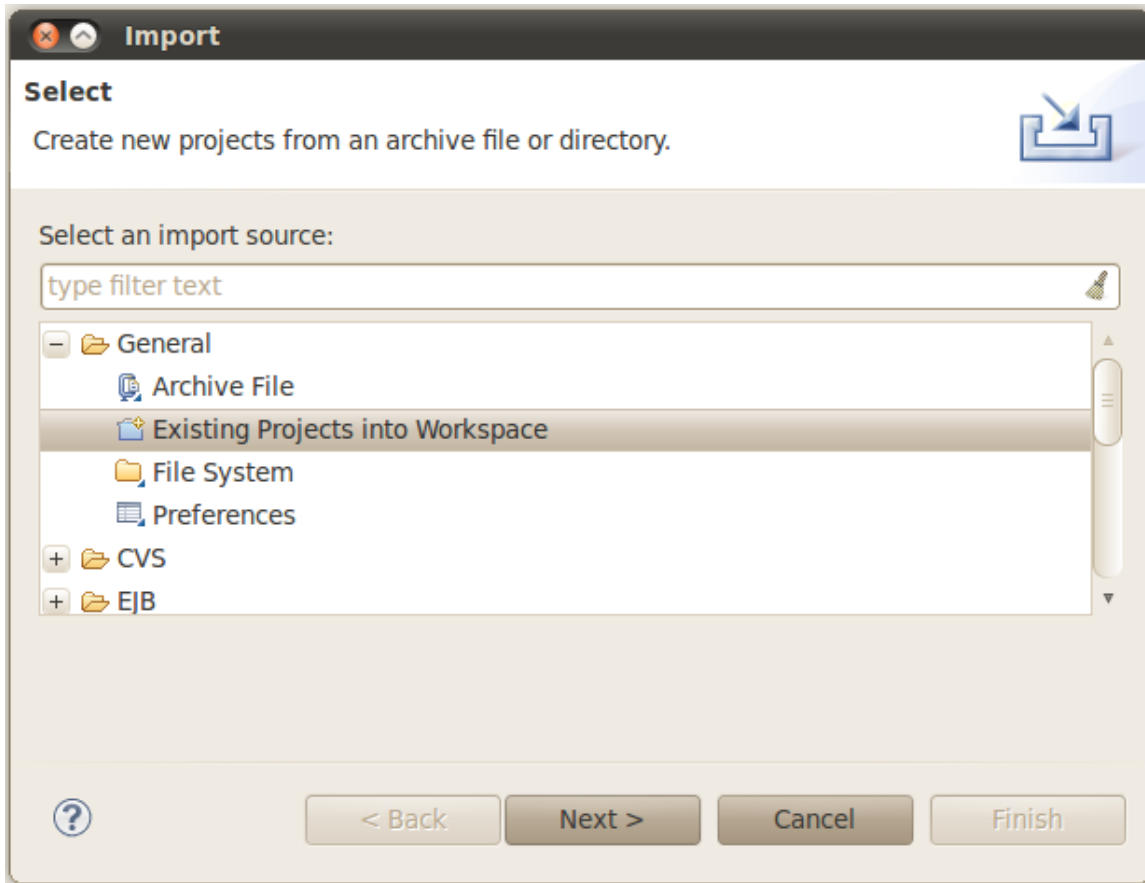 Import
Select
Create new projects from an archive file or directory.
Select an import source:
type filter text
General
Archive File
Existing Projects into Workspace
File System
Preferences
CVS
EJB
< Back Next > Cancel Finish